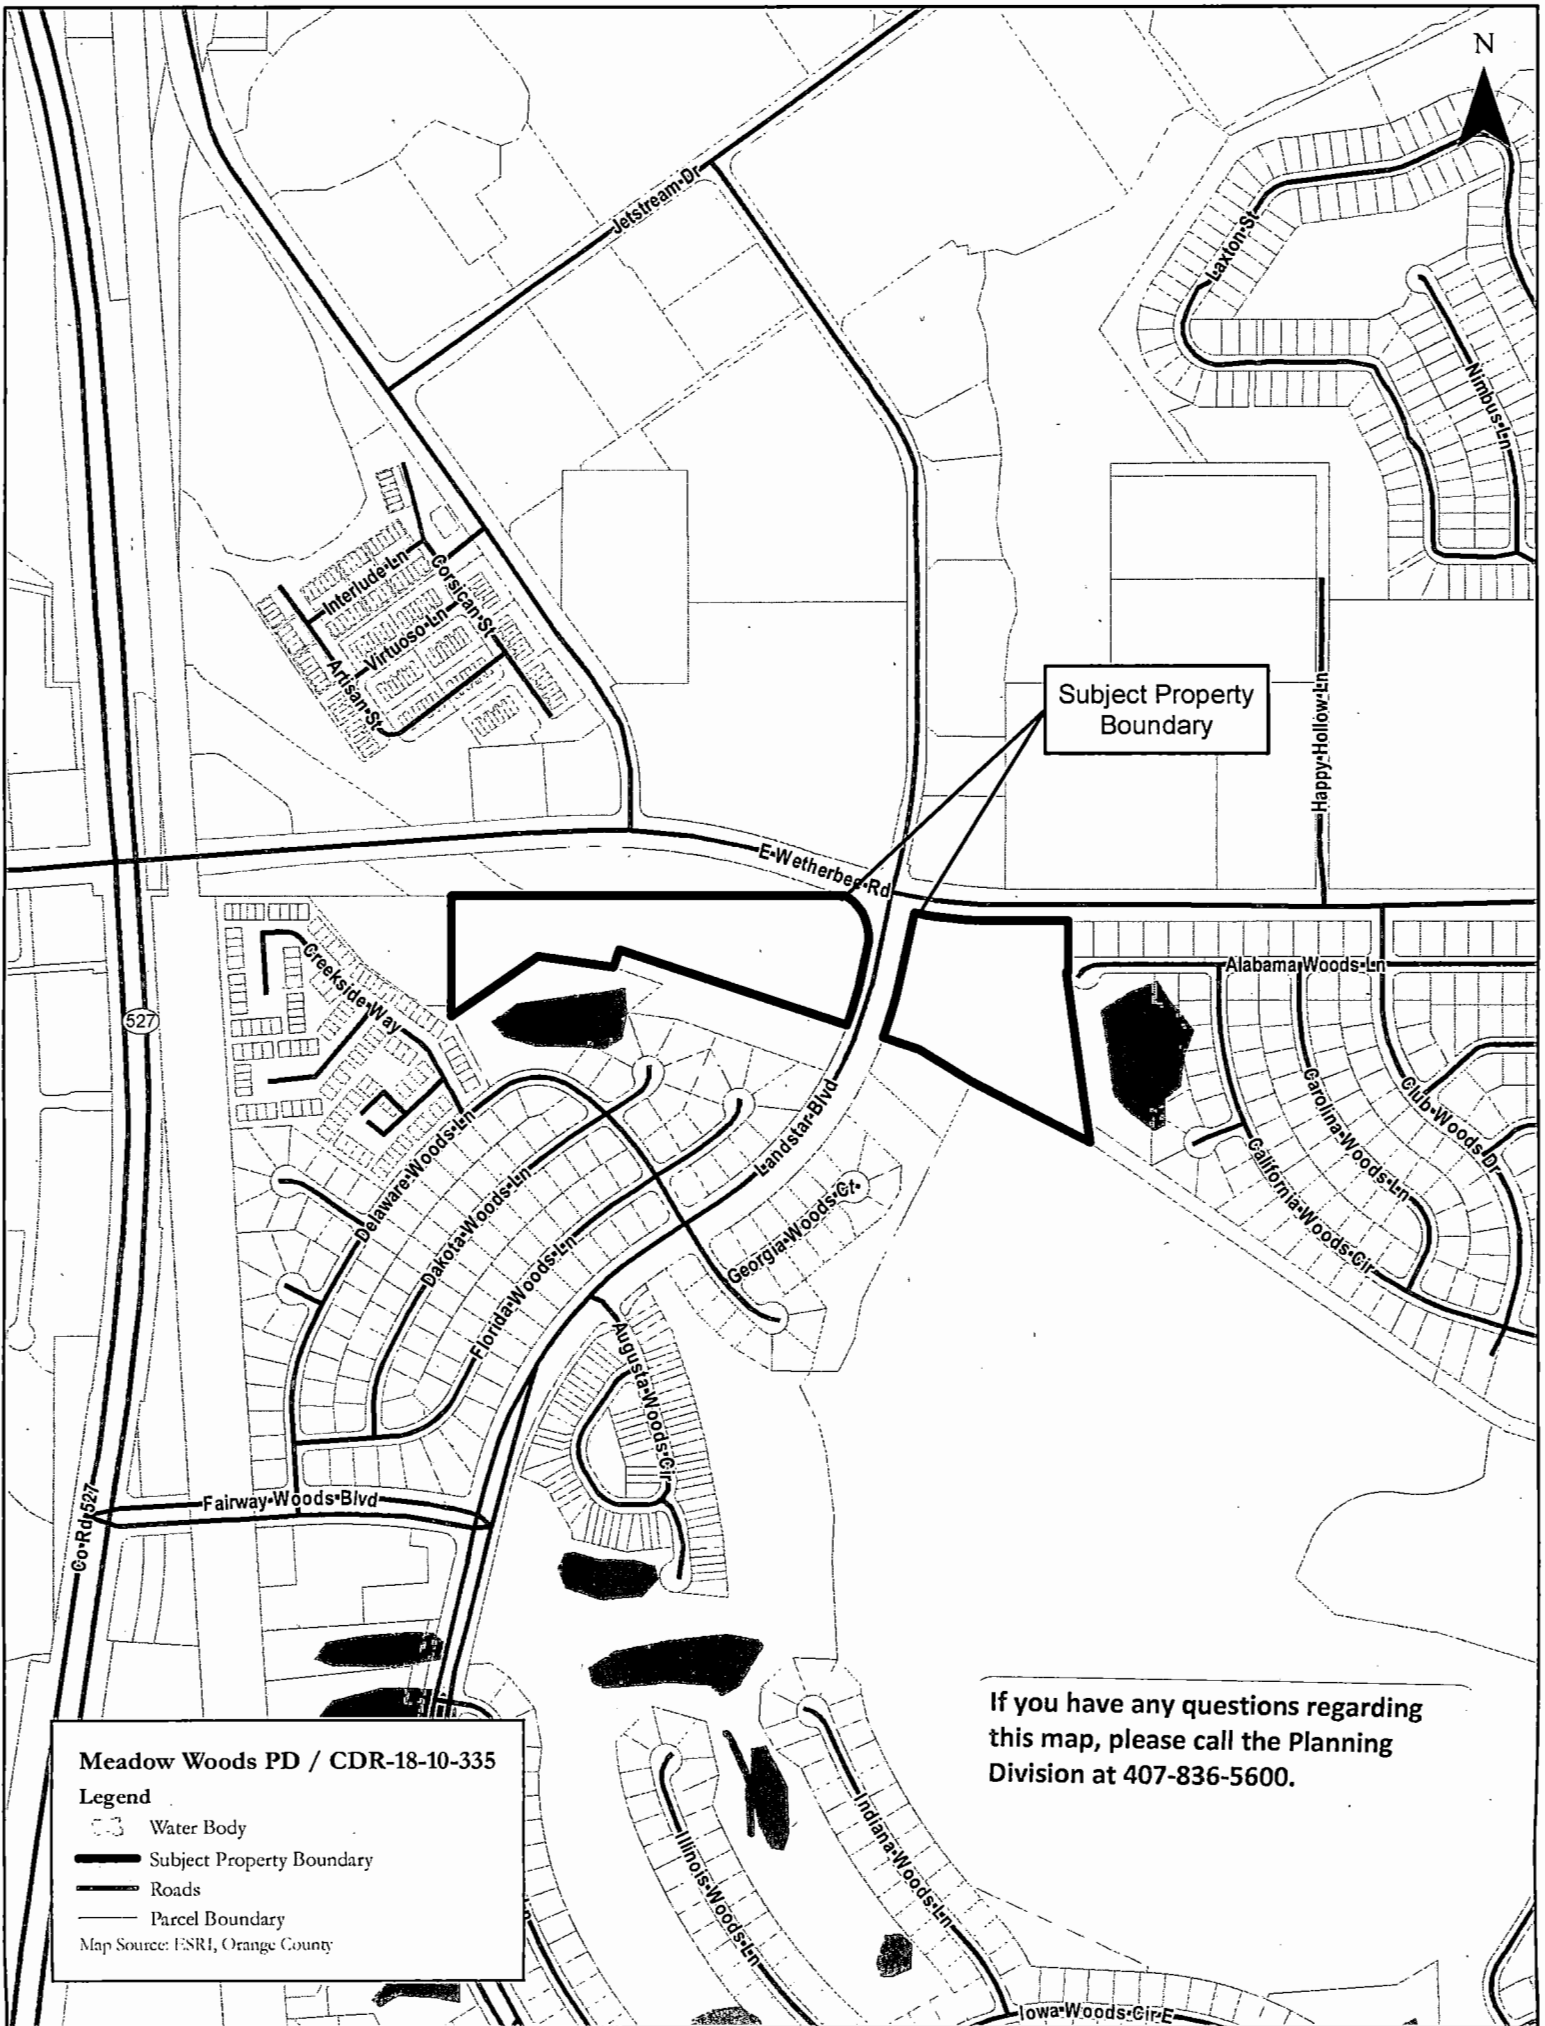 N
Jetstream Dr
Laxton St
Nimbus Ln
Interlude Ln
Corsican St
Virtuoso Ln
Artisan St
Subject Property
Boundary
Happy Hollow Ln
E Wetherbee Rd
Creekside Way
Alabama Woods Ln
527
Carolina Woods Ln
Club Woods Dr
California Woods Cir
Landstar Blvd
Delaware Woods Ln
Dakota Woods Ln
Florida Woods Ln
Georgia Woods Ct
Augusta Woods Cir
Fairway Woods Blvd
Co Rd 527
If you have any questions regarding
this map, please call the Planning
Division at 407-836-5600.
Meadow Woods PD / CDR-18-10-335
Legend
Water Body
Subject Property Boundary
Roads
Parcel Boundary
Map Source: ESRI, Orange County
Illinois Woods Ln
Indiana Woods Ln
Iowa Woods Cir E